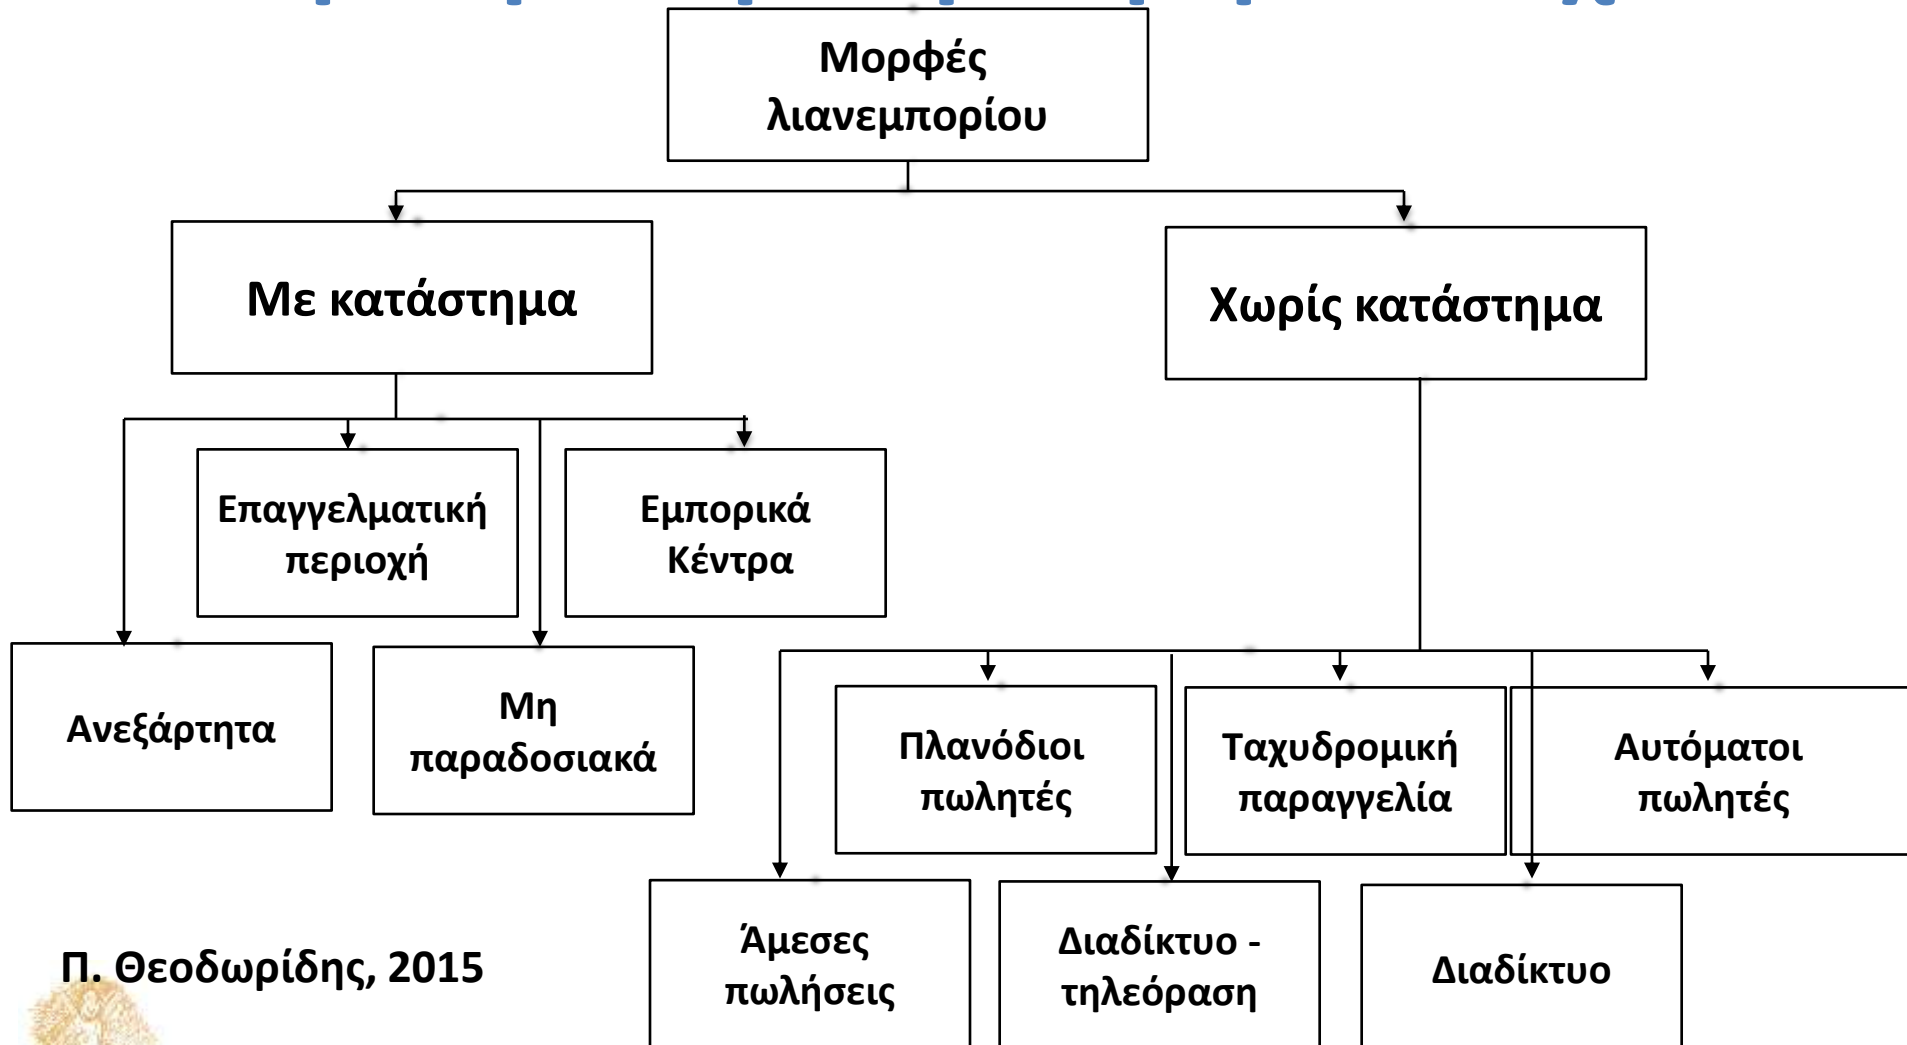 Μορφές
λιανεμπορίου
Με κατάστημα
Χωρίς κατάστημα
Επαγγελματική
περιοχή
Εμπορικά
Κέντρα
Ανεξάρτητα
Μη
παραδοσιακά
Πλανόδιοι
πωλητές
Ταχυδρομική
παραγγελία
Αυτόματοι
πωλητές
Άμεσες
πωλήσεις
Διαδίκτυο -
τηλεόραση
Διαδίκτυο
Π. Θεοδωρίδης, 2015